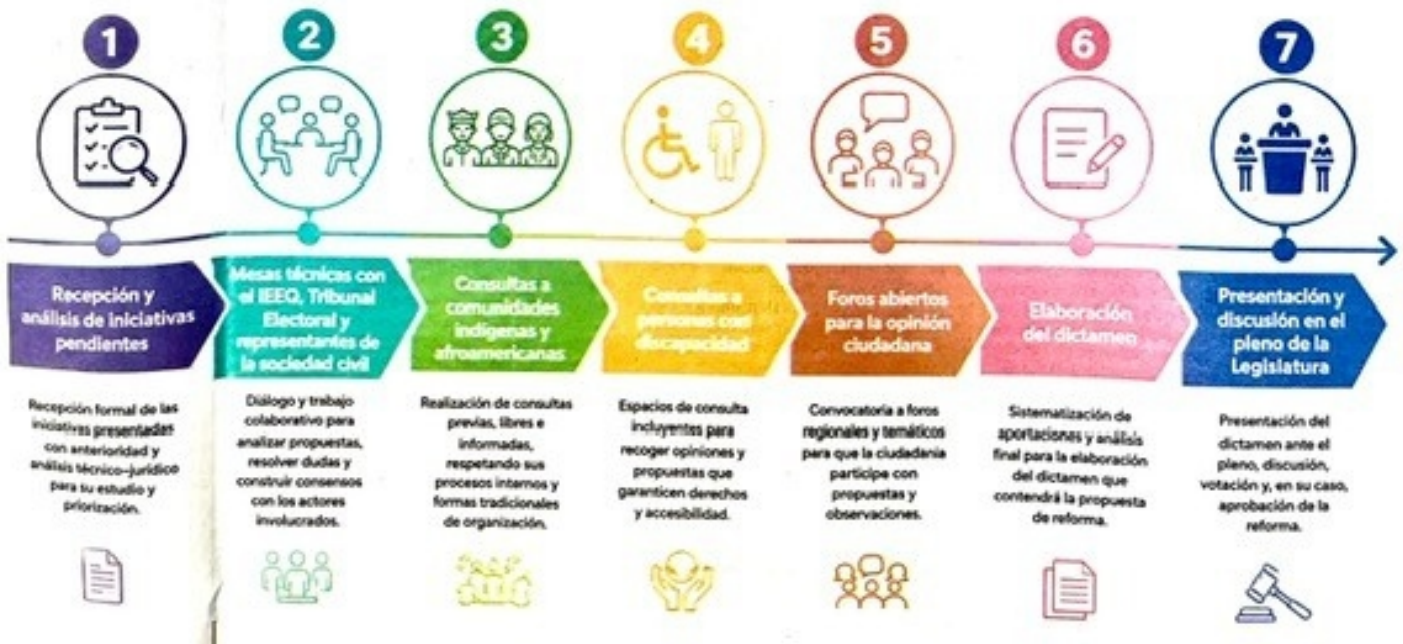 1
Recepción y
análisis de iniciativas
pendientes
Recepción formal de las
iniciativas presentadas
con anterioridad y
análisis técnico-jurídico
para su estudio y
priorización.
2
Mesas técnicas con
el IEEQ, Tribunal
Electoral y
representantes de
la sociedad civil
Diálogo y trabajo
colaborativo para
analizar propuestas,
resolver dudas y
construir consensos
con los actores
involucrados.
3
Consultas a
comunidades
indígenas y
afroamericanas
Realización de consultas
previas, libres e
informadas,
respetando sus
procesos internos y
formas tradicionales
de organización.
4
Consultas a
personas con
discapacidad
Espacios de consulta
incluyentes para
recoger opiniones y
propuestas que
garanticen derechos
y accesibilidad.
5
Foros abiertos
para la opinión
ciudadana
Convocatoria a foros
regionales y temáticos
para que la ciudadanía
participe con
propuestas y
observaciones.
6
Elaboración
del dictamen
Sistematización de
aportaciones y análisis
final para la elaboración
del dictamen que
contendrá la propuesta
de reforma.
7
Presentación y
discusión en el
pleno de la
Legislatura
Presentación del
dictamen ante el
pleno, discusión,
votación y, en su caso,
aprobación de la
reforma.